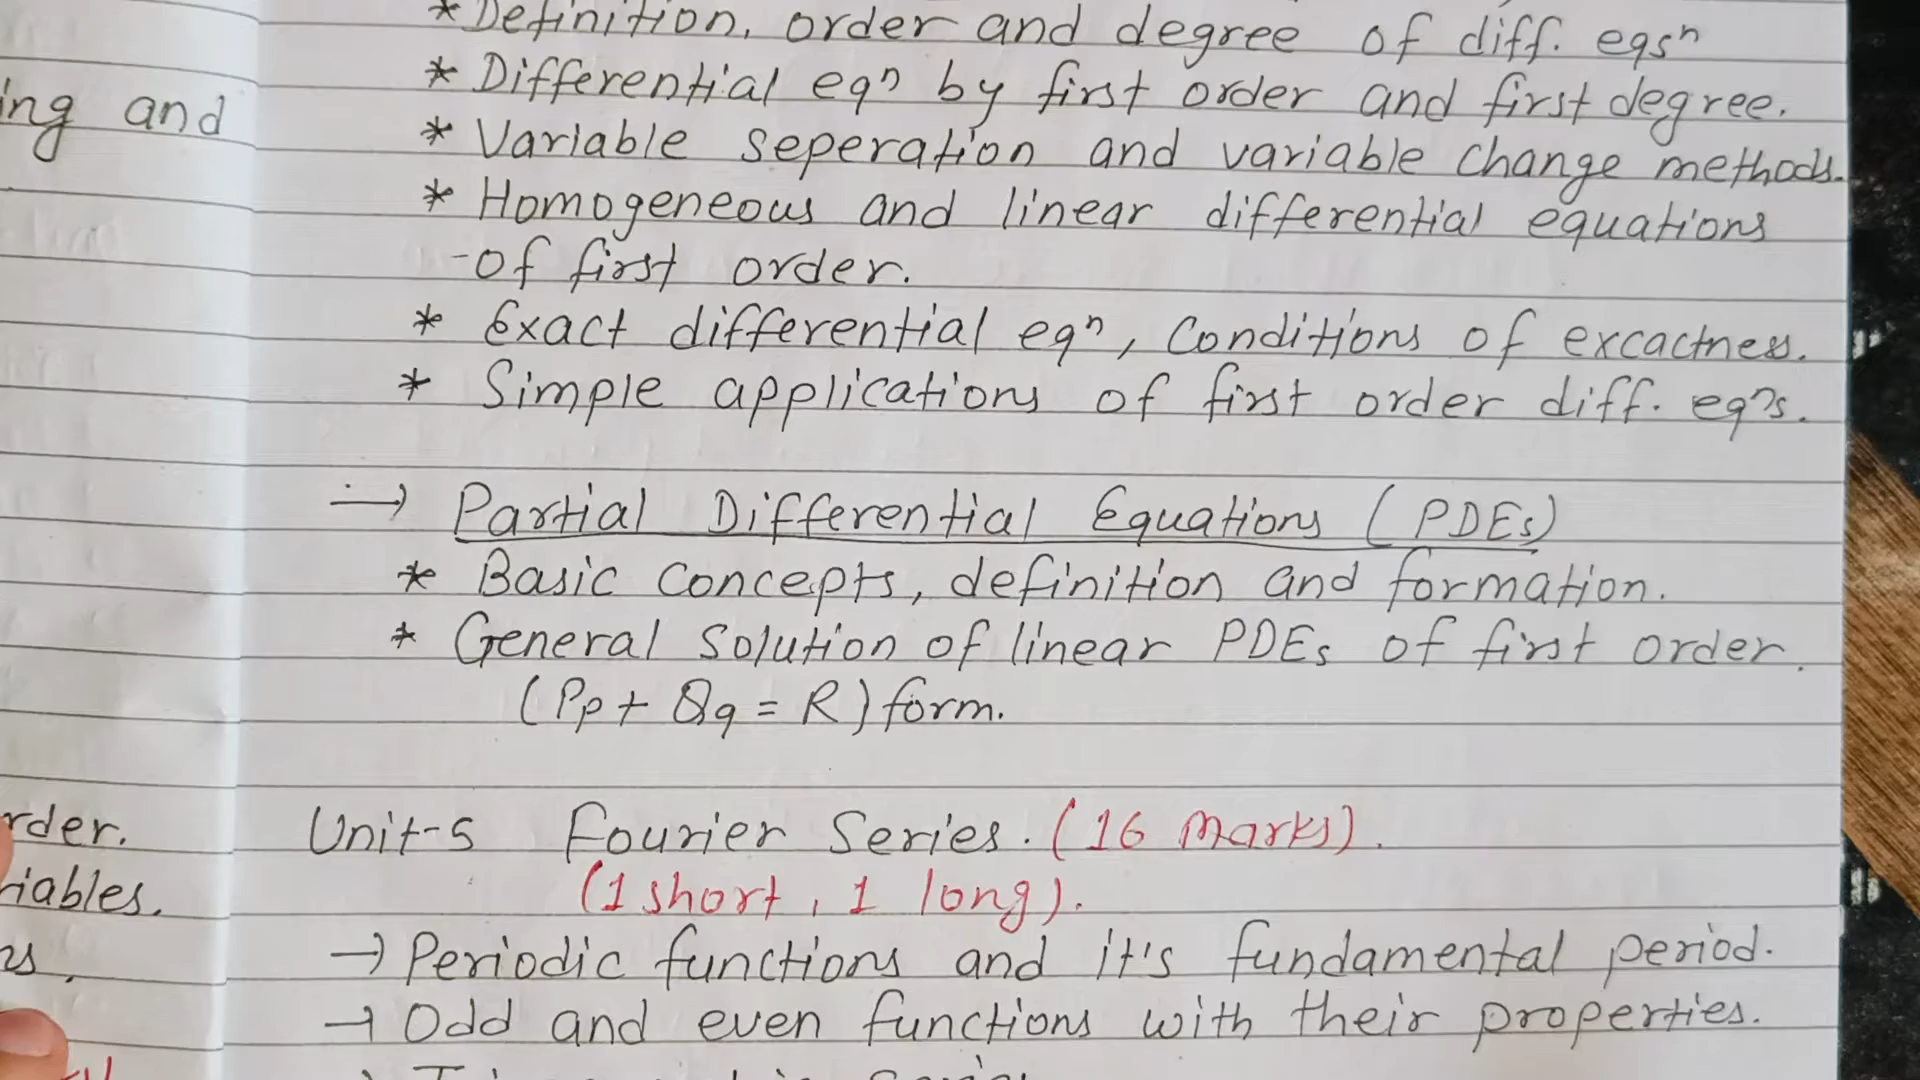 * Definition, order and degree of diff. eqsⁿ
* Differential eqⁿ by first order and first degree.
ing and
* Variable seperation and variable change methods.
* Homogeneous and linear differential equations
-of first order.
* Exact differential eqⁿ, Conditions of excactness.
* Simple applications of first order diff. eqⁿs.
→ Partial Differential Equations (PDEs)
* Basic Concepts, definition and formation.
* General Solution of linear PDEs of first order.
(Pp + Qq = R) form.
rder.
Unit-5 Fourier Series. (16 Marks).
riables.
(1 short, 1 long).
→ Periodic functions and it's fundamental period.
→ Odd and even functions with their properties.